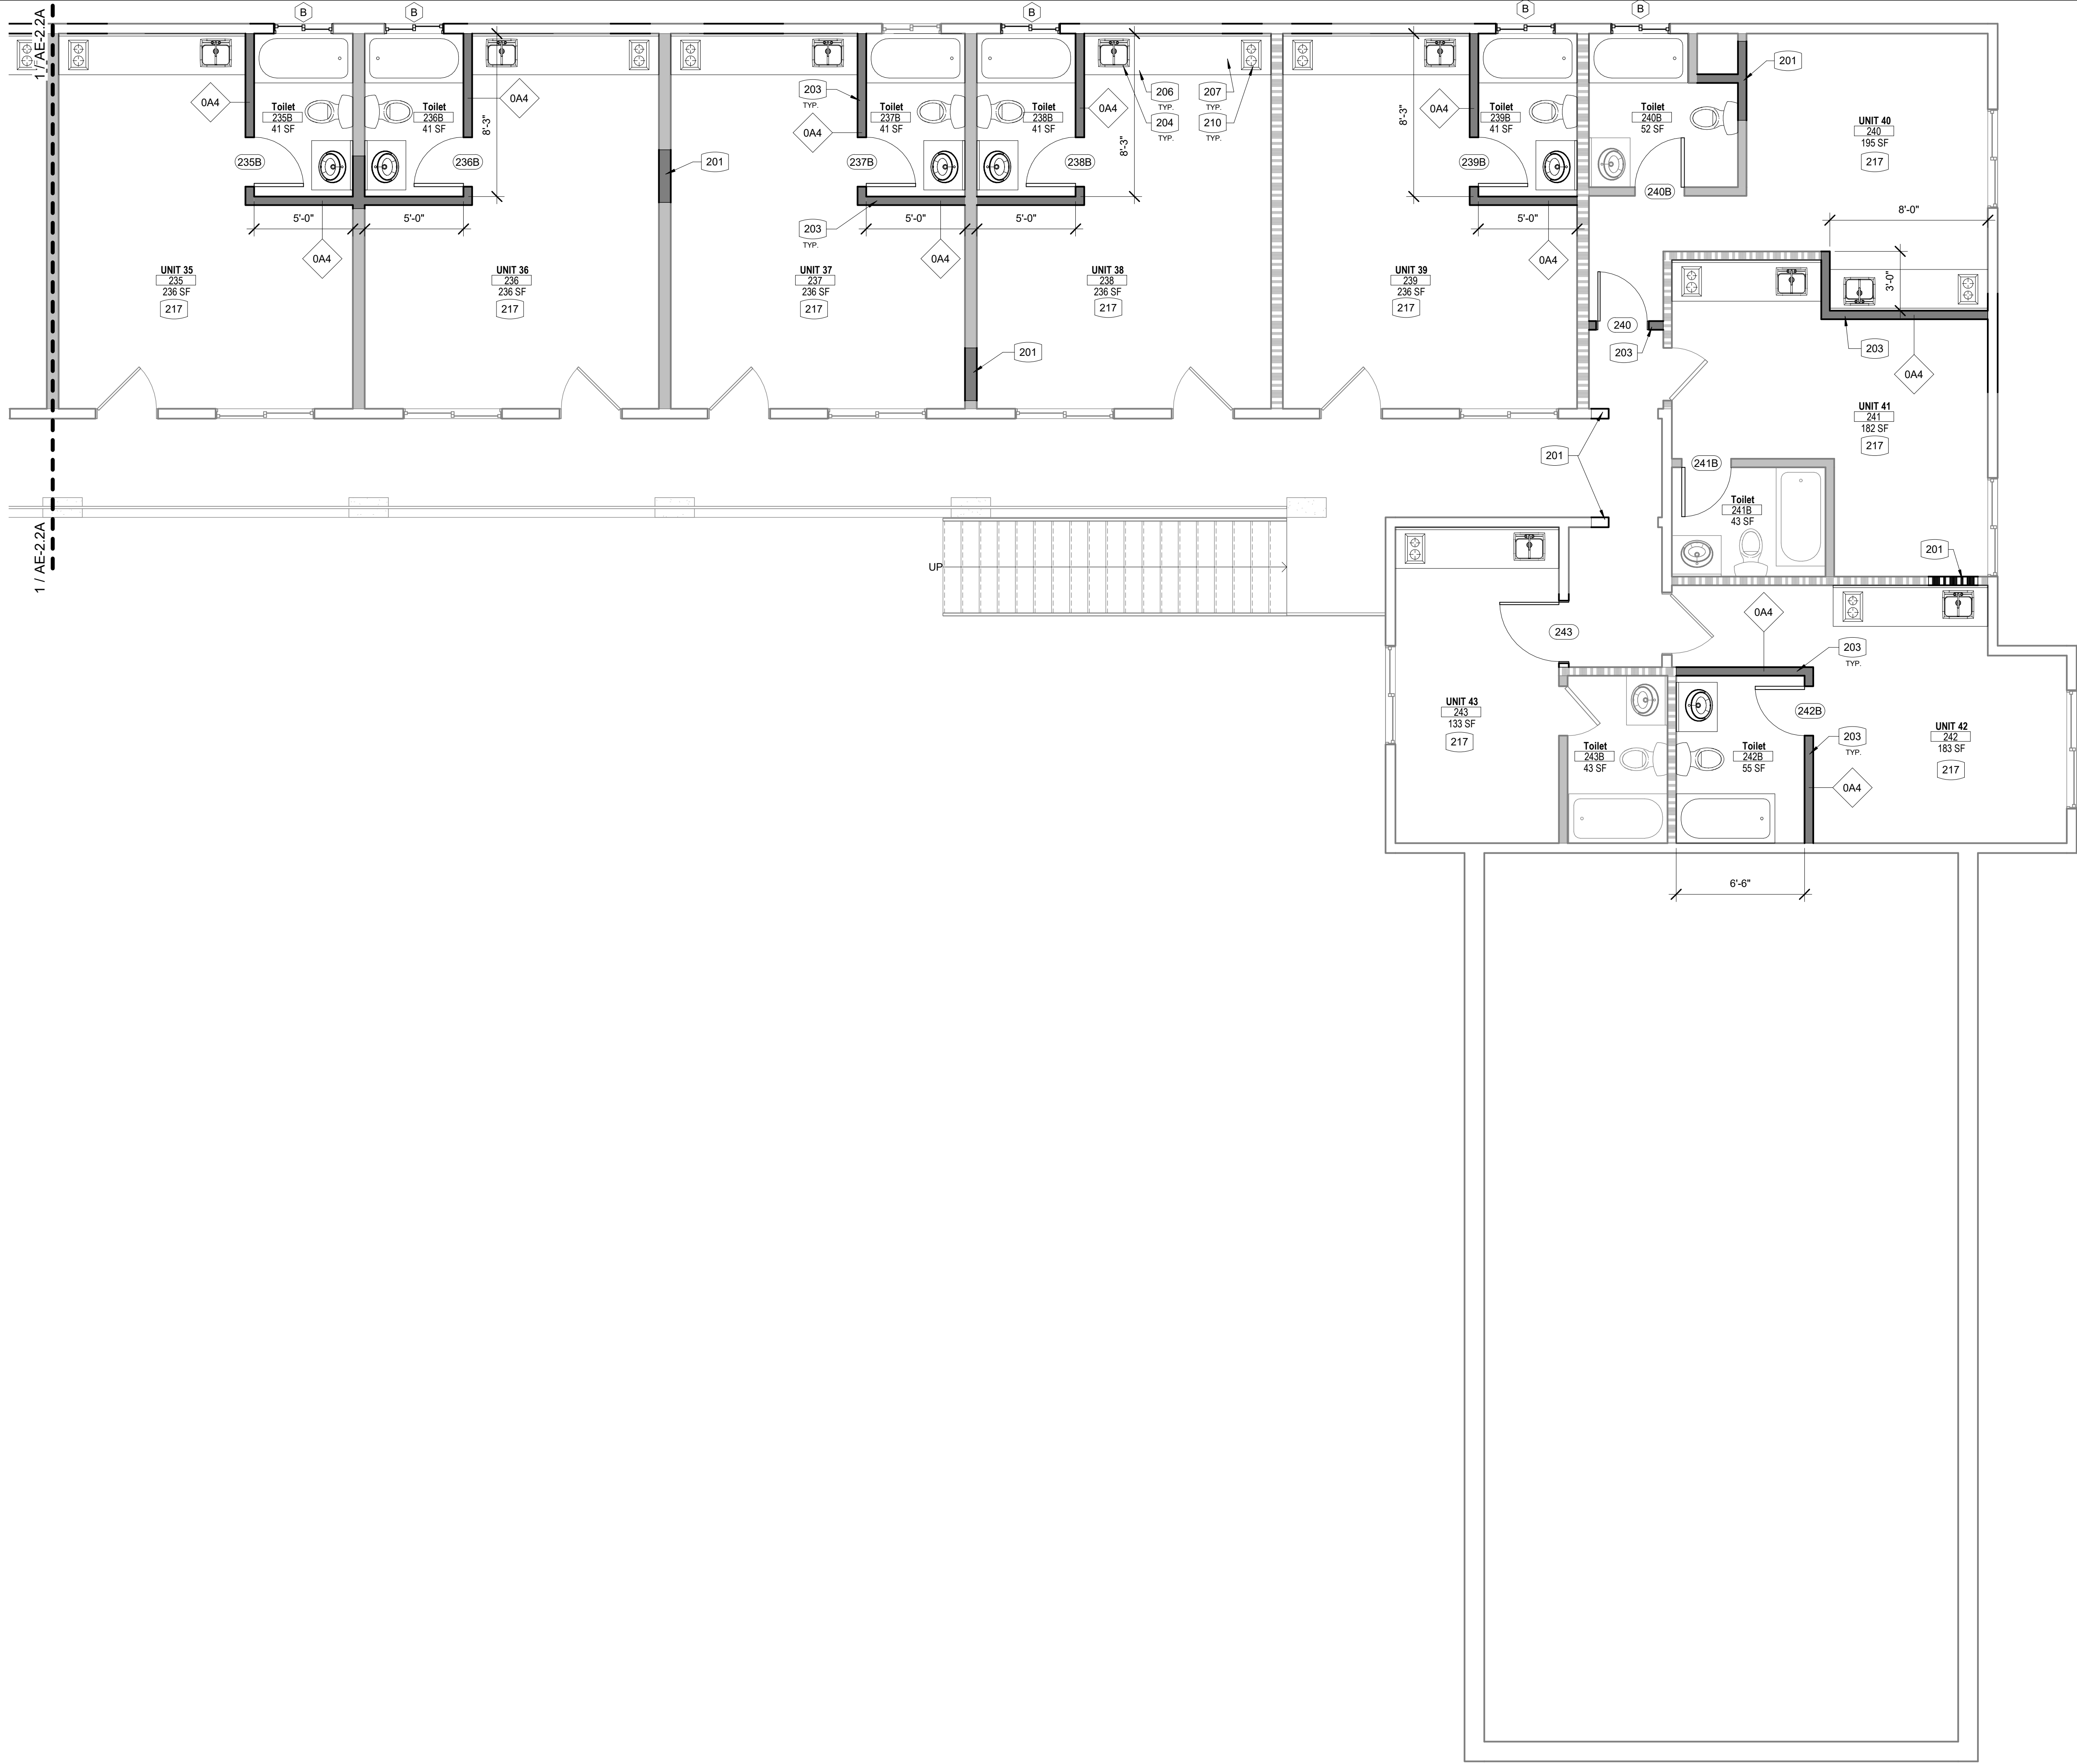 1 / AE-2.2A
B
B
B
B
B
0A4
Toilet
235B
41 SF
235B
5'-0"
0A4
UNIT 35
235
236 SF
217
Toilet
236B
41 SF
0A4
8'-3"
236B
5'-0"
UNIT 36
236
236 SF
217
201
203
TYP.
0A4
Toilet
237B
41 SF
237B
203
TYP.
5'-0"
0A4
UNIT 37
237
236 SF
217
Toilet
238B
41 SF
0A4
8'-3"
238B
5'-0"
206
TYP.
204
TYP.
207
TYP.
210
TYP.
UNIT 38
238
236 SF
217
201
8'-3"
0A4
Toilet
239B
41 SF
239B
5'-0"
0A4
UNIT 39
239
236 SF
217
Toilet
240B
52 SF
240B
201
UNIT 40
240
195 SF
217
8'-0"
3'-0"
240
203
203
0A4
UNIT 41
241
182 SF
217
201
241B
Toilet
241B
43 SF
201
1 / AE-2.2A
UP
243
0A4
203
TYP.
UNIT 43
243
133 SF
217
Toilet
243B
43 SF
Toilet
242B
55 SF
242B
203
TYP.
0A4
UNIT 42
242
183 SF
217
6'-6"